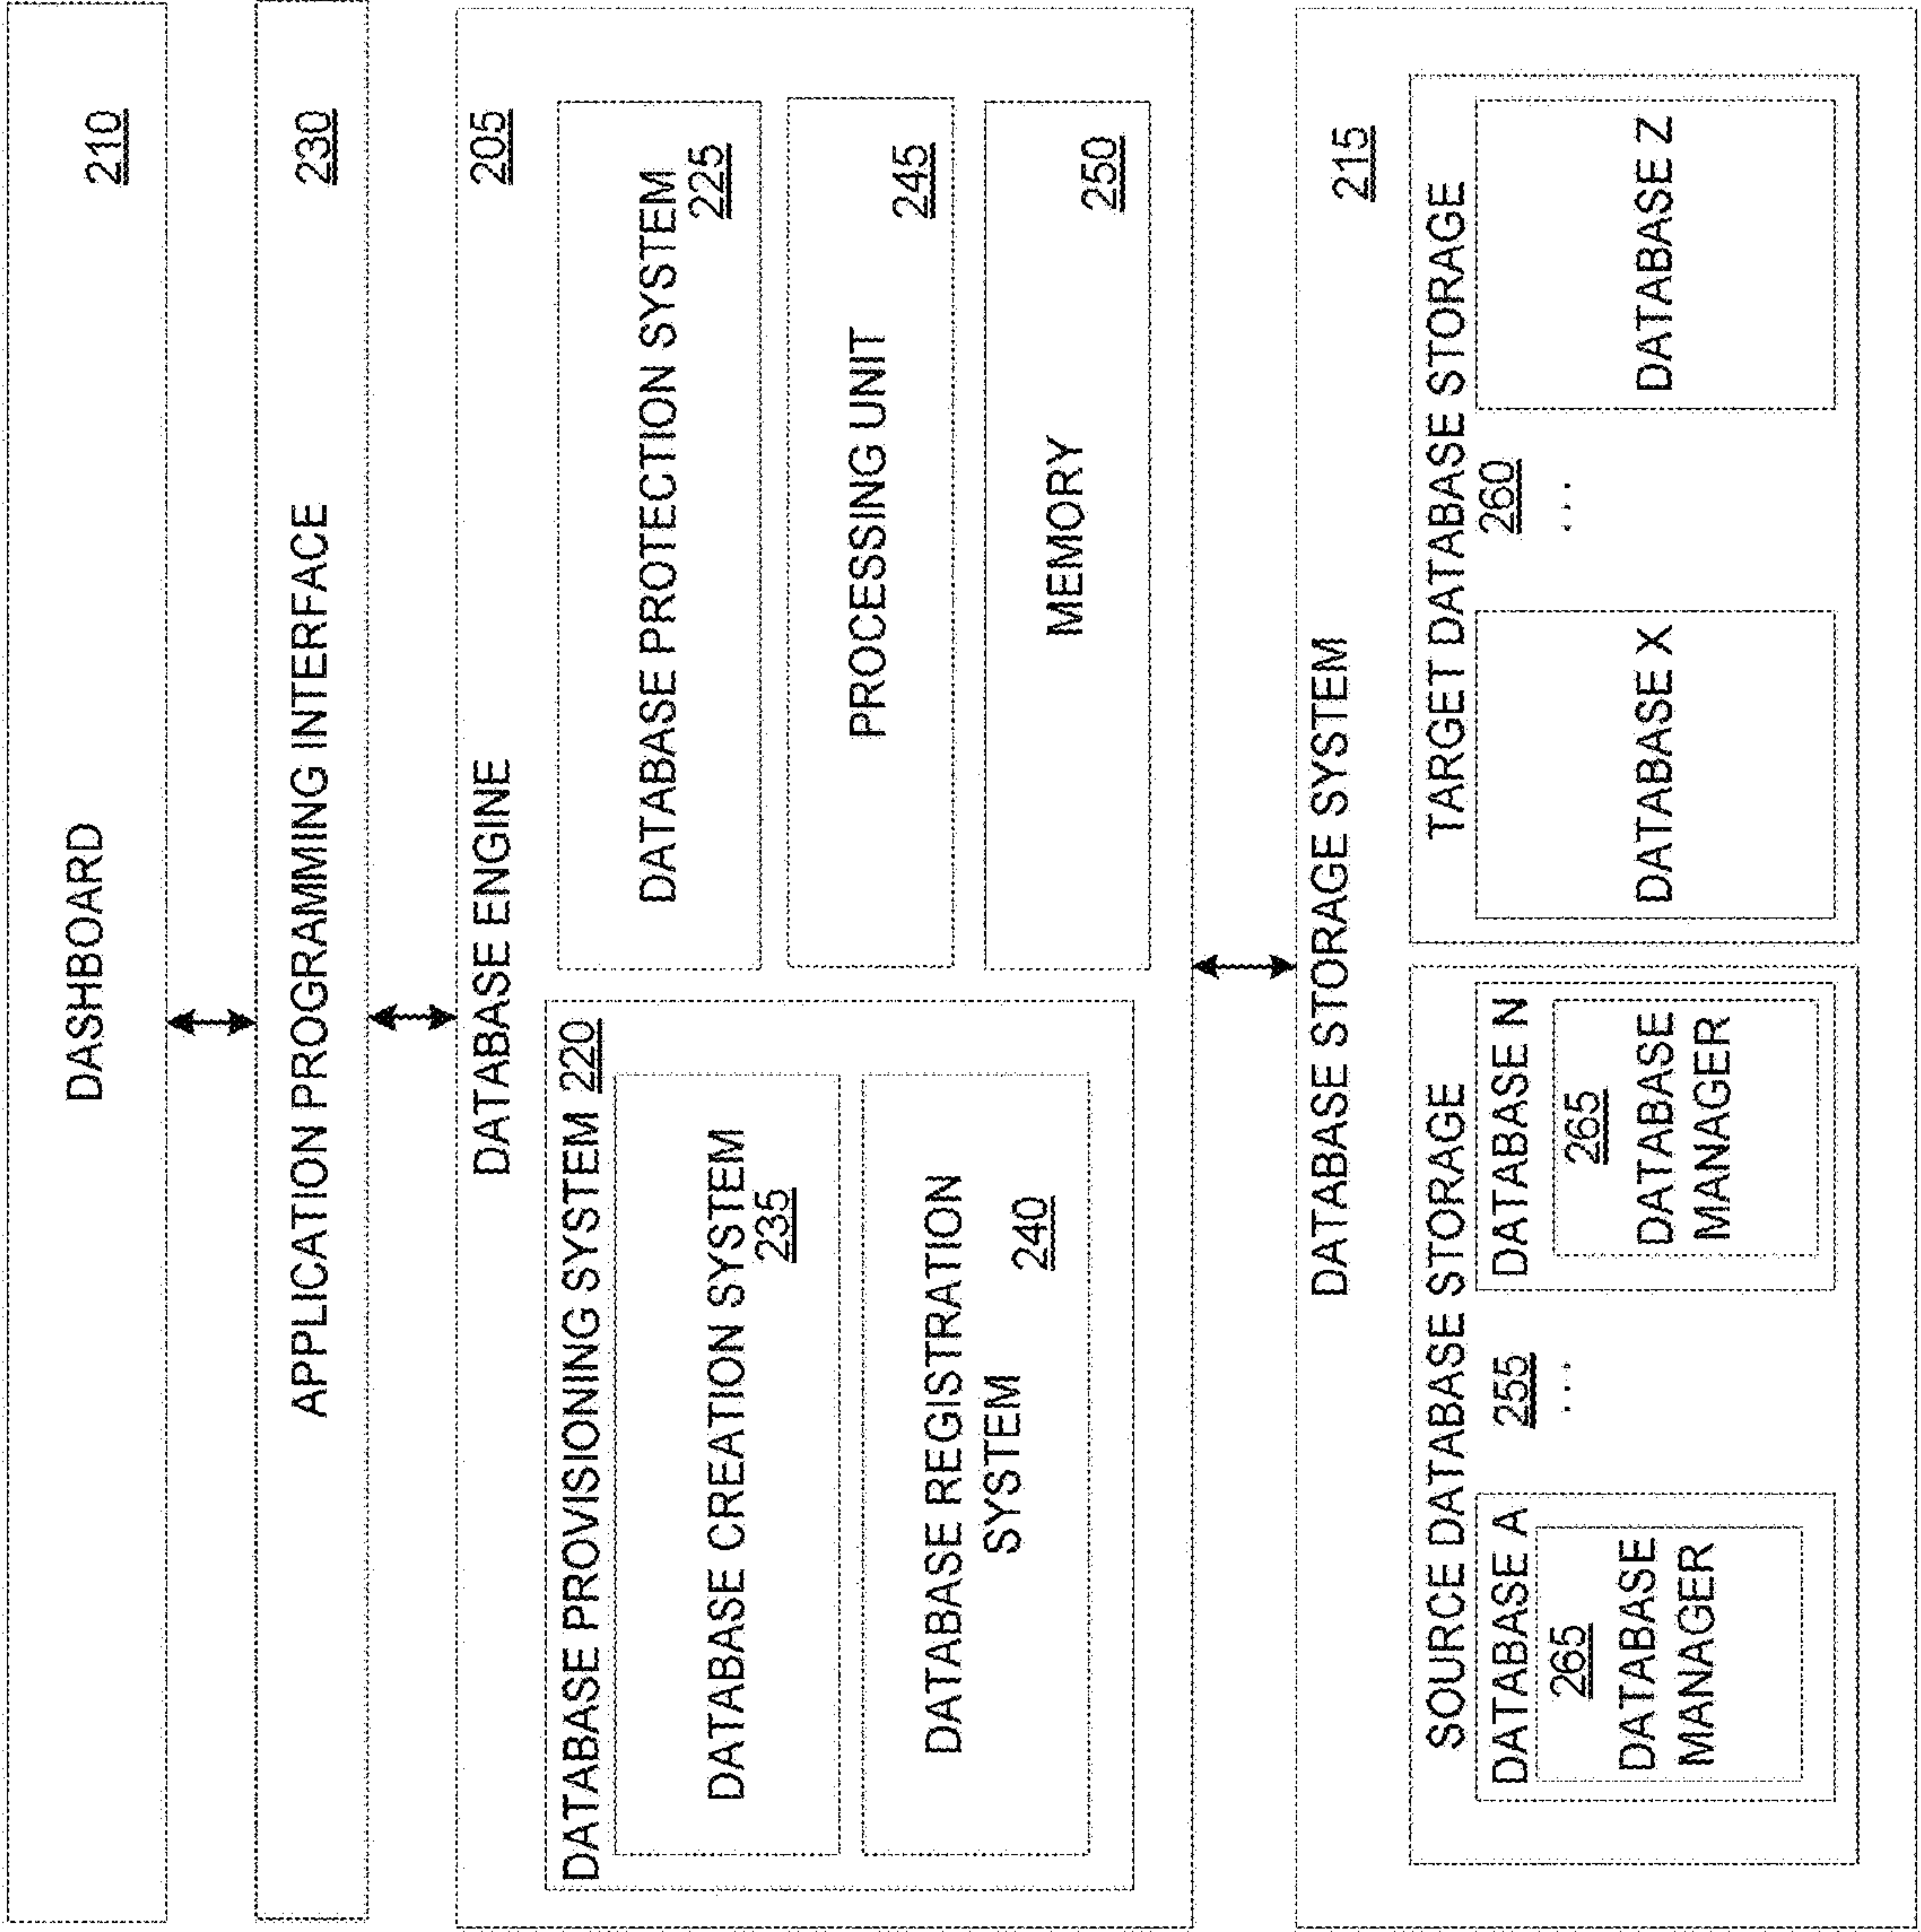 DASHBOARD
210
APPLICATION PROGRAMMING INTERFACE
230
DATABASE ENGINE
205
DATABASE PROVISIONING SYSTEM 220
DATABASE CREATION SYSTEM
235
DATABASE REGISTRATION
SYSTEM
240
DATABASE PROTECTION SYSTEM
225
PROCESSING UNIT
245
MEMORY
250
DATABASE STORAGE SYSTEM
215
SOURCE DATABASE STORAGE
255
...
DATABASE A
265
DATABASE
MANAGER
DATABASE N
265
DATABASE
MANAGER
TARGET DATABASE STORAGE
260
...
DATABASE X
DATABASE Z